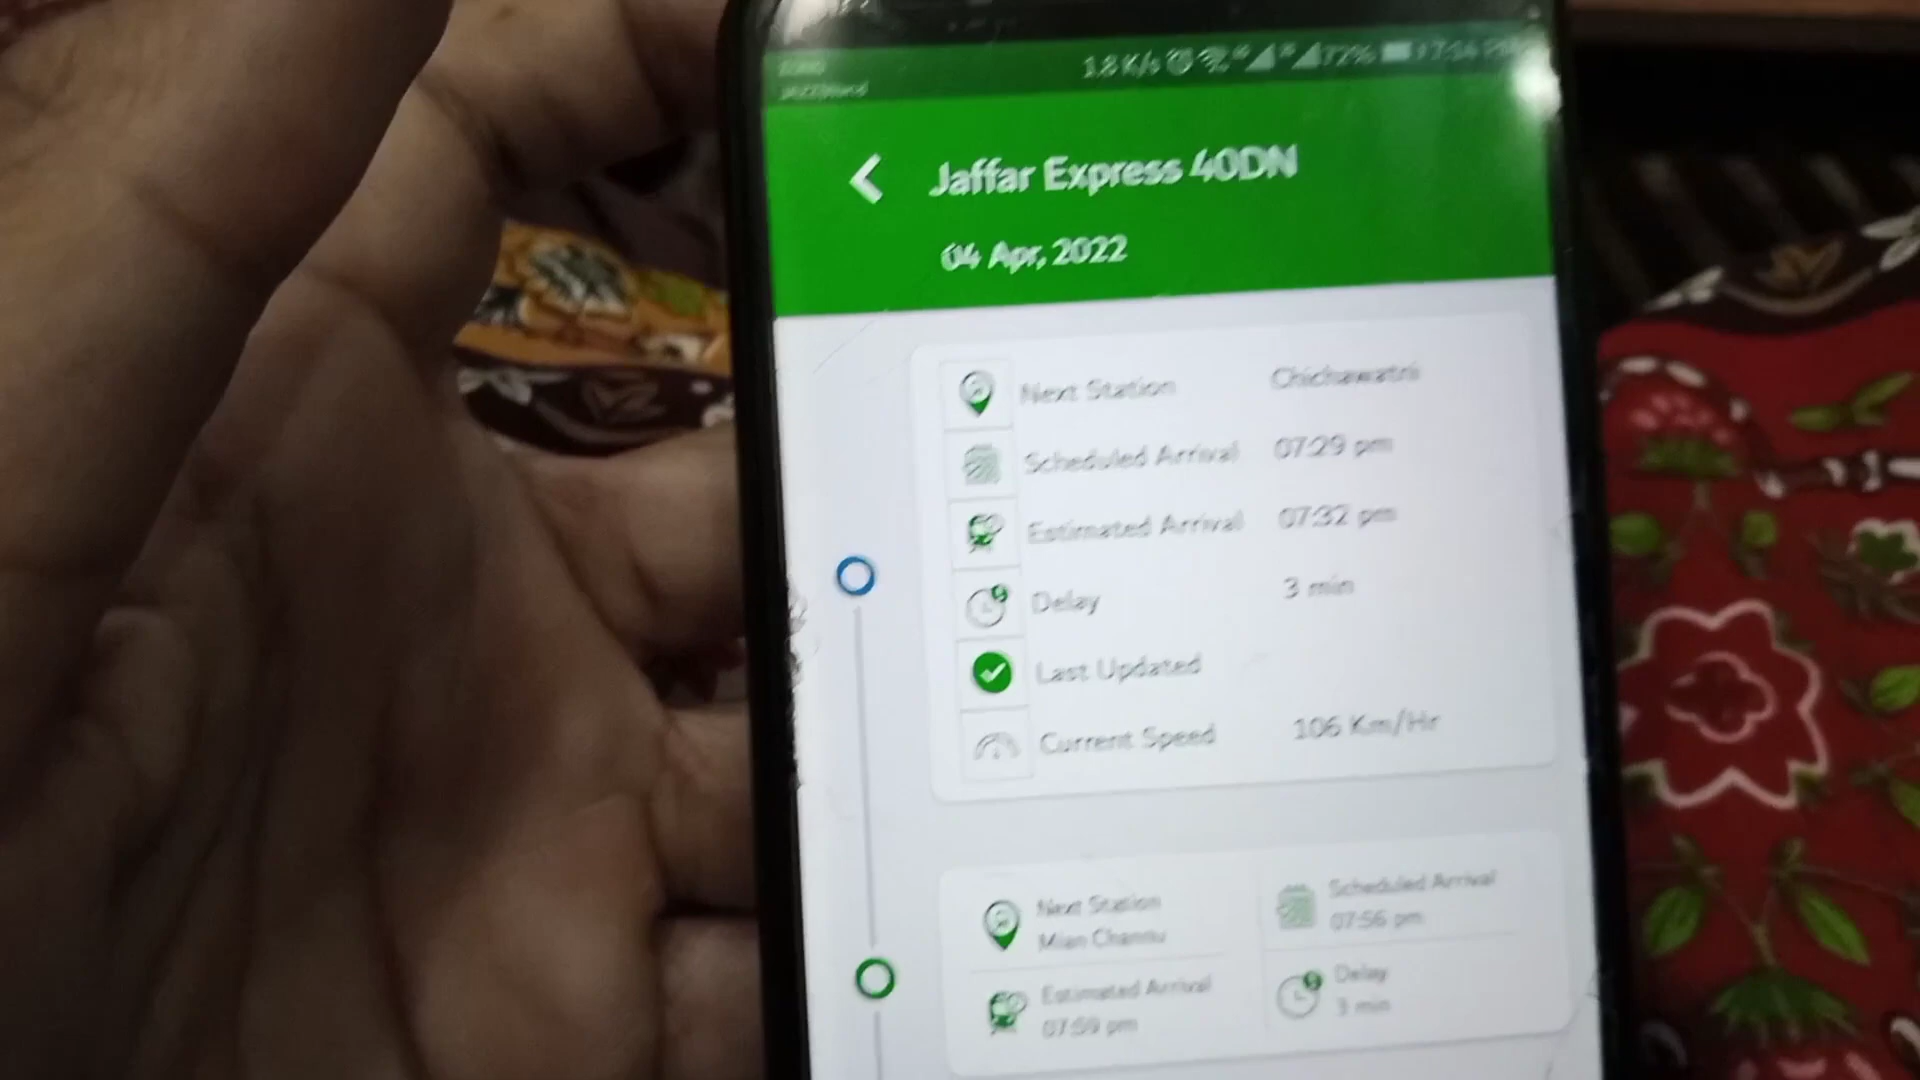 1.8 K/s 72%
Jaffar Express 40DN
04 Apr, 2022
Next Station Chichawatni
Scheduled Arrival 07:29 pm
Estimated Arrival 07:32 pm
Delay 3 min
Last Updated
Current Speed 106 Km/Hr
Next Station
Mian Channu
Scheduled Arrival
07:56 pm
Estimated Arrival
07:59 pm
Delay
3 min